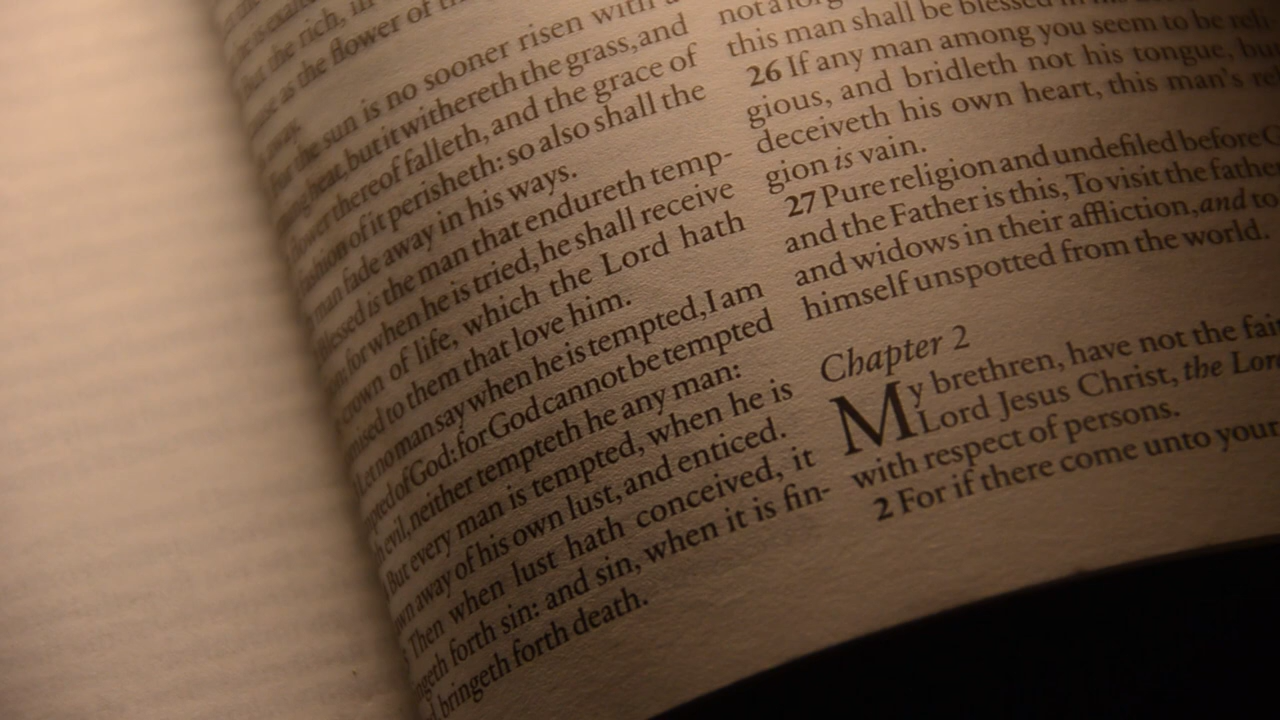 But the rich, in
as the flower of
away.
For the sun is no sooner risen with a
heat, but it withereth the grass, and
flower thereof falleth, and the grace of
fashion of it perisheth: so also shall the
man fade away in his ways.
Blessed is the man that endureth temp-
for when he is tried, he shall receive
crown of life, which the Lord hath
to them that love him.
Let no man say when he is tempted, I am
of God: for God cannot be tempted
evil, neither tempteth he any man:
But every man is tempted, when he is
away of his own lust, and enticed.
Then when lust hath conceived, it
forth sin: and sin, when it is fin-
bringeth forth death.
not a
this man shall be blessed in
26 If any man among you seem to be reli-
gious, and bridleth not his tongue, but
deceiveth his own heart, this man's
gion is vain.
27 Pure religion and undefiled before
and the Father is this, To visit the
and widows in their affliction, and to
himself unspotted from the world.
Chapter 2
My brethren, have not the
Lord Jesus Christ, the
with respect of persons.
2 For if there come unto your